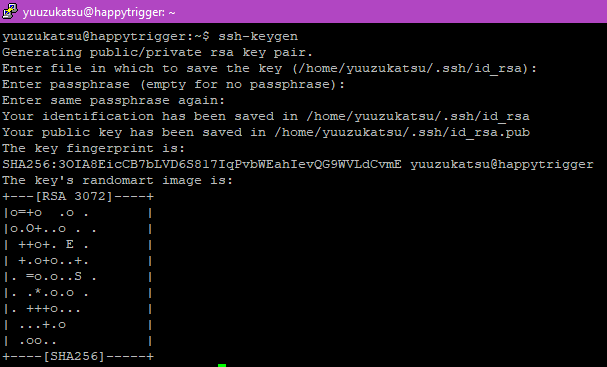 yuuzukatsu@happytrigger: ~
yuuzukatsu@happytrigger:~$ ssh-keygen
Generating public/private rsa key pair.
Enter file in which to save the key (/home/yuuzukatsu/.ssh/id_rsa):
Enter passphrase (empty for no passphrase):
Enter same passphrase again:
Your identification has been saved in /home/yuuzukatsu/.ssh/id_rsa
Your public key has been saved in /home/yuuzukatsu/.ssh/id_rsa.pub
The key fingerprint is:
SHA256:3OIA8EicCB7bLVD6S817IqPvbWEahIevQG9WVLdCvmE yuuzukatsu@happytrigger
The key's randomart image is:
+---[RSA 3072]----+
|o=+o  .o .       |
|o.O+..o . .      |
| ++o+. E .       |
| +.o+o..+.       |
|. =o.o..S .      |
|. .*.o.o .       |
|. +++o...        |
| ...+.o          |
| .oo..           |
+----[SHA256]-----+